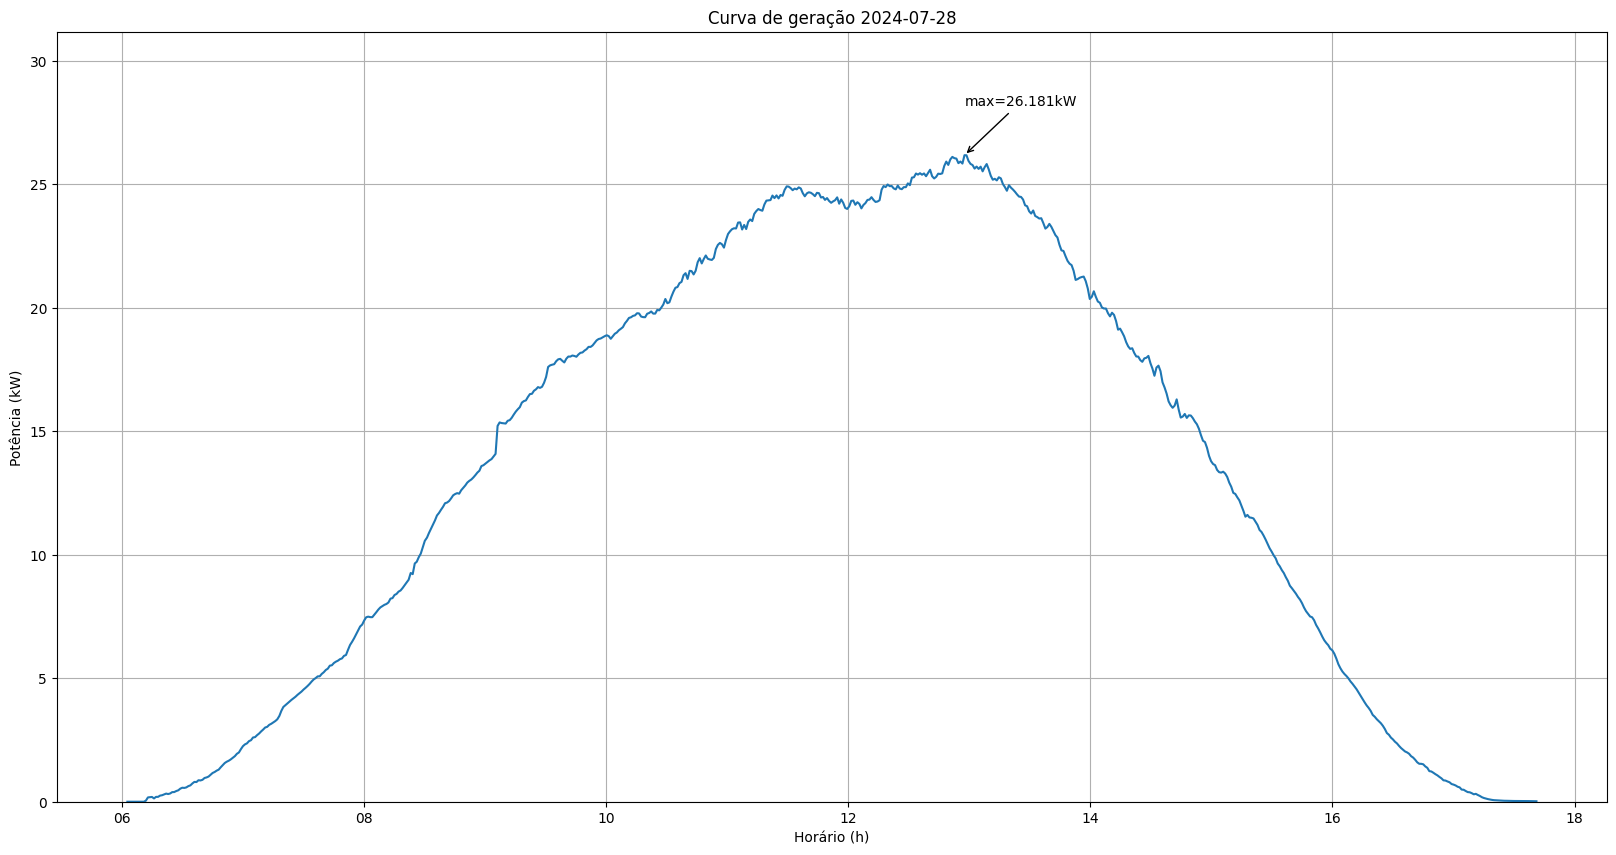 Curva de geração 2024-07-28
30
max=26.181kW
25
20
15
10
5
0
Potência (kW)
06 08 10 12 14 16 18
Horário (h)